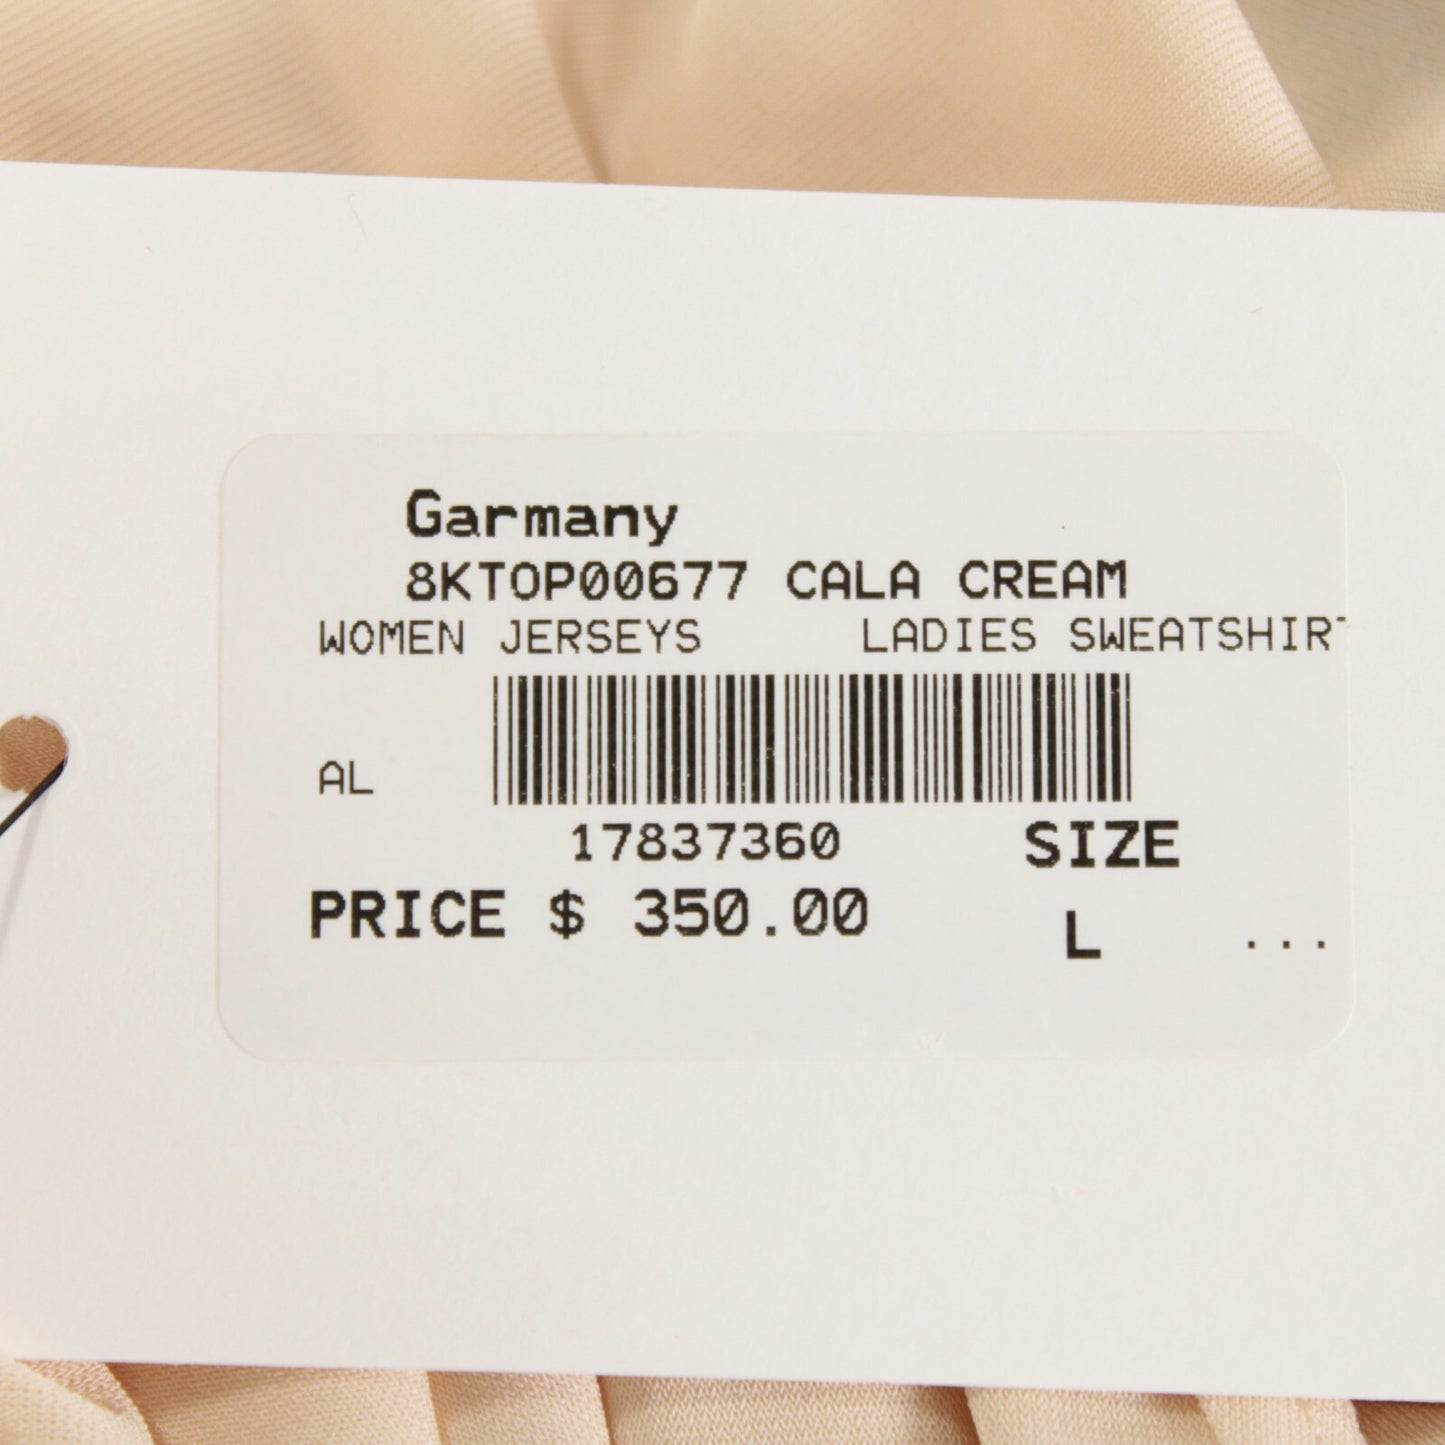 Garmany
8KTOP00677 CALA CREAM
WOMEN JERSEYS LADIES SWEATSHIRT
AL
17837360 SIZE
PRICE $ 350.00
L ...